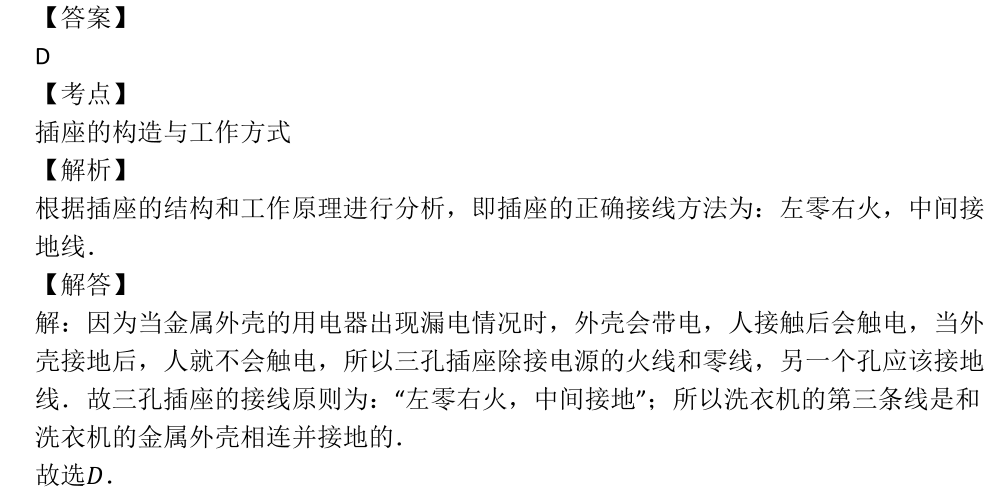 【答案】
D
【考点】
插座的构造与工作方式
【解析】
根据插座的结构和工作原理进行分析，即插座的正确接线方法为：左零右火，中间接
地线．
【解答】
解：因为当金属外壳的用电器出现漏电情况时，外壳会带电，人接触后会触电，当外
壳接地后，人就不会触电，所以三孔插座除接电源的火线和零线，另一个孔应该接地
线．故三孔插座的接线原则为：“左零右火，中间接地”；所以洗衣机的第三条线是和
洗衣机的金属外壳相连并接地的．
故选D．